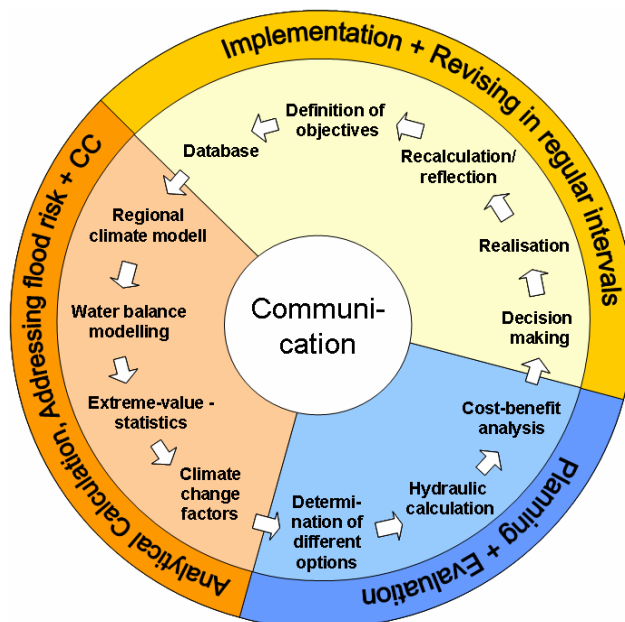 Implementation + Revising in regular intervals
Definition of
objectives
Database
Recalculation/
reflection
Regional
climate modell
Realisation
Water balance
modelling
Communi-
cation
Decision
making
Extreme-value -
statistics
Cost-benefit
analysis
Climate
change
factors
Hydraulic
calculation
Determi-
nation of
different
options
Analytical Calculation, Addressing flood risk + CC
Planning + Evaluation